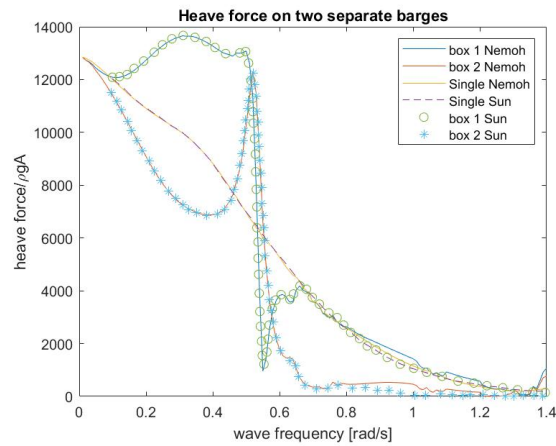 Heave force on two separate barges
14000
12000
10000
8000
6000
4000
2000
0
heave force/ρgA
box 1 Nemoh
box 2 Nemoh
Single Nemoh
Single Sun
box 1 Sun
box 2 Sun
0 0.2 0.4 0.6 0.8 1.0 1.2 1.4
wave frequency [rad/s]